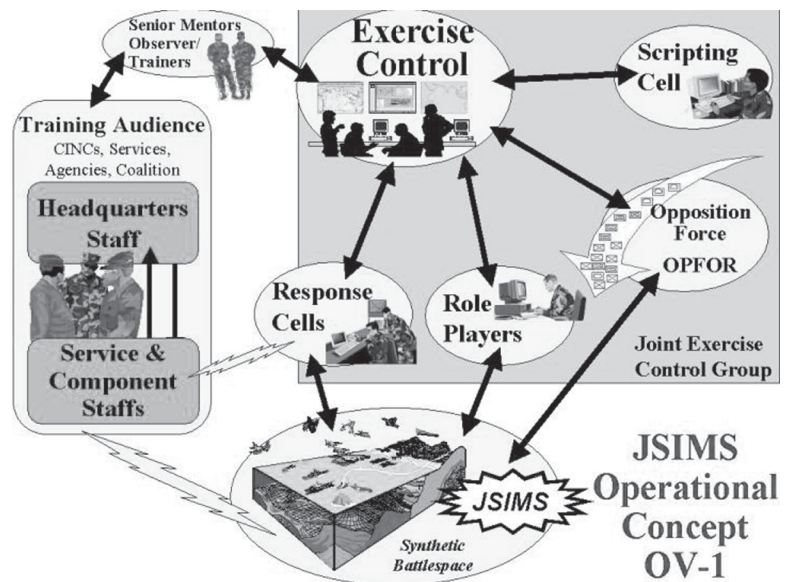 Senior Mentors
Observer/
Trainers
Exercise
Control
Scripting
Cell
Training Audience
CINCs, Services,
Agencies, Coalition
Headquarters
Staff
Opposition
Force
OPFOR
Response
Cells
Role
Players
Service &
Component
Staffs
Joint Exercise
Control Group
JSIMS
Synthetic
Battlespace
JSIMS
Operational
Concept
OV-1